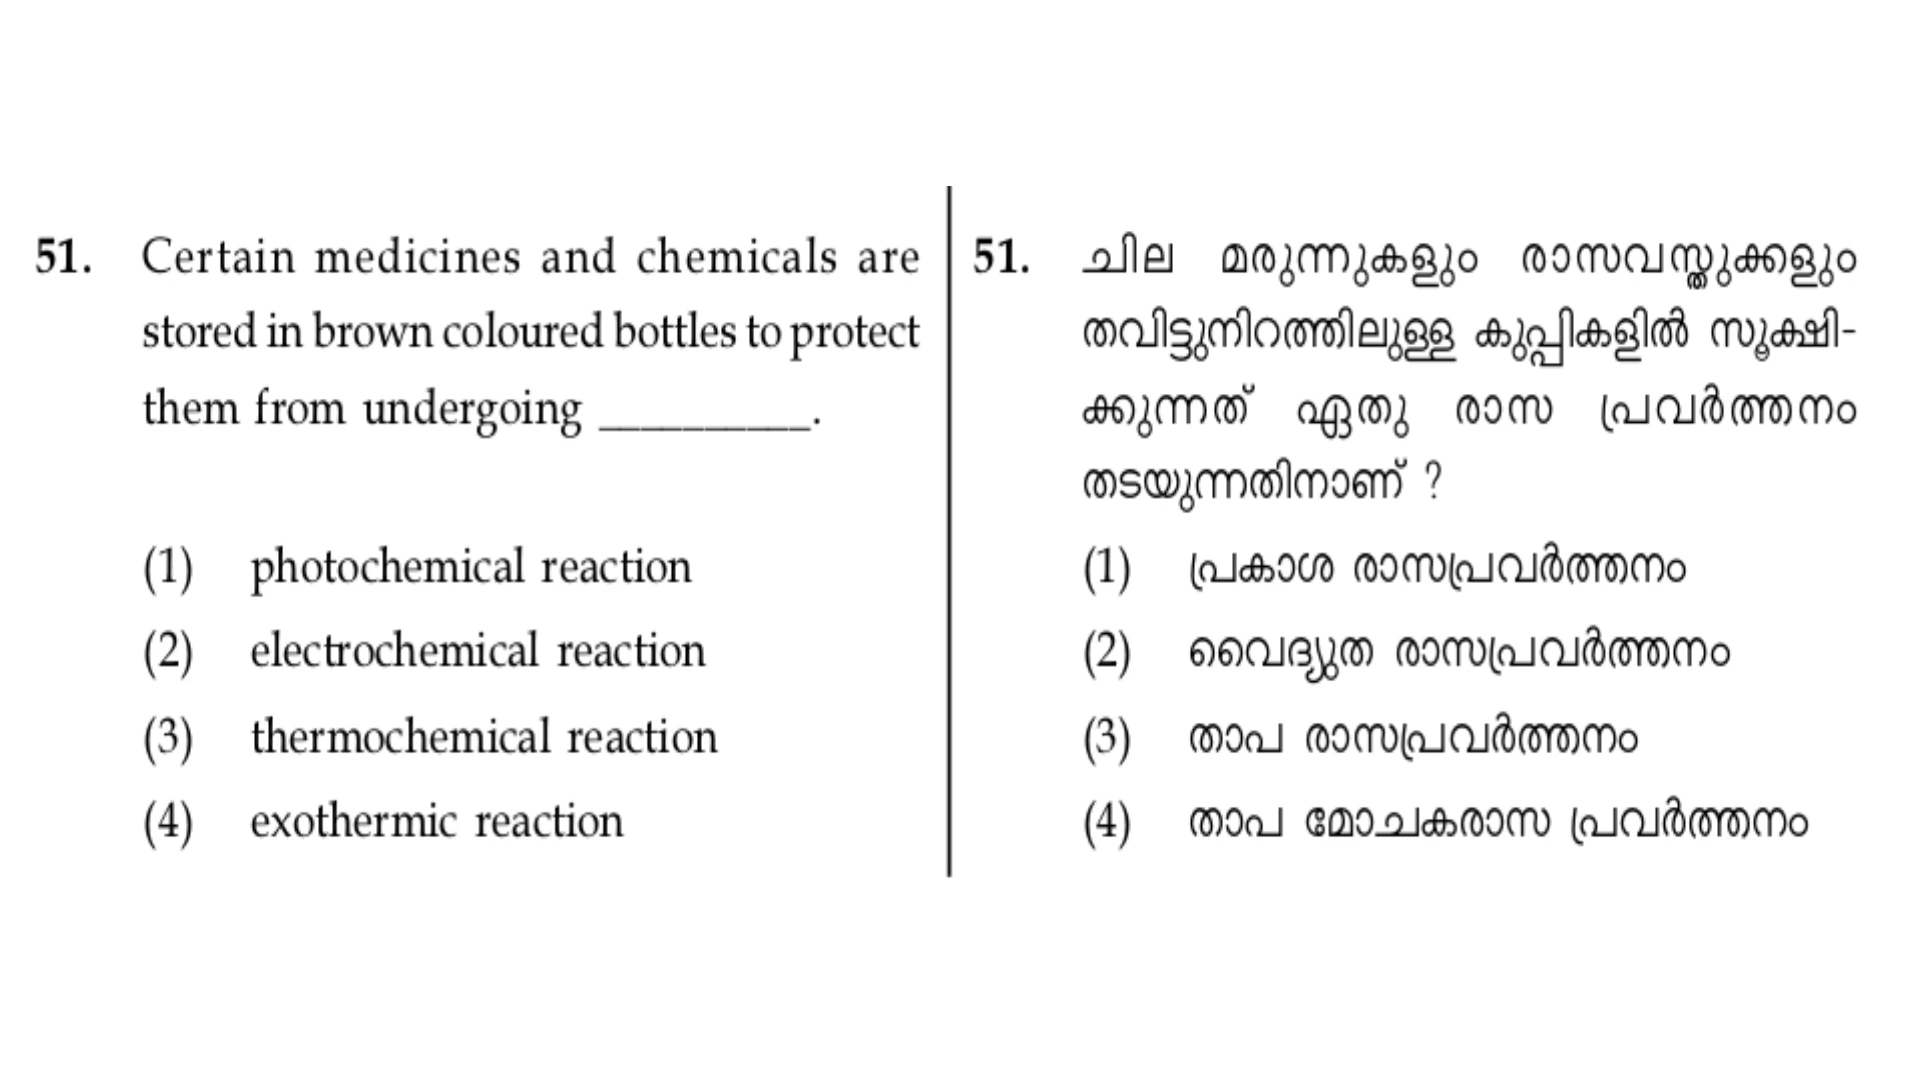 51. Certain medicines and chemicals are
stored in brown coloured bottles to protect
them from undergoing __________.
(1) photochemical reaction
(2) electrochemical reaction
(3) thermochemical reaction
(4) exothermic reaction
51. ചില മരുന്നുകളും രാസവസ്തുക്കളും
തവിട്ടുനിറത്തിലുള്ള കുപ്പികളിൽ സൂക്ഷി-
ക്കുന്നത് ഏതു രാസ പ്രവർത്തനം
തടയുന്നതിനാണ് ?
(1) പ്രകാശ രാസപ്രവർത്തനം
(2) വൈദ്യുത രാസപ്രവർത്തനം
(3) താപ രാസപ്രവർത്തനം
(4) താപ മോചകരാസ പ്രവർത്തനം